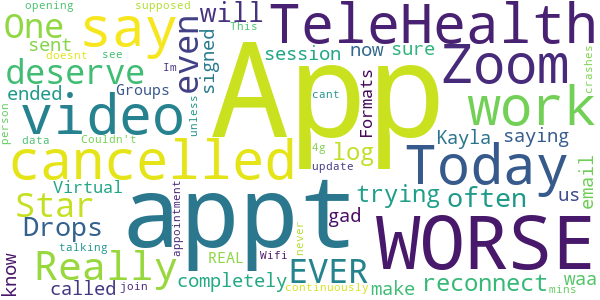 opening supposed
One say even will TeleHealth
sent This doesnt see
deserve signed session now sure Zoom crashes
ended video Im Groups App Formats work
person unless cant Kayla saying
data Couldn't 4g log us email
cancelled update Today
Virtual trying often
Star appt gad
Drops WORSE
talking appointment REAL Wifi never
know Really completely EVER make reconnect waa
called join continuously mins